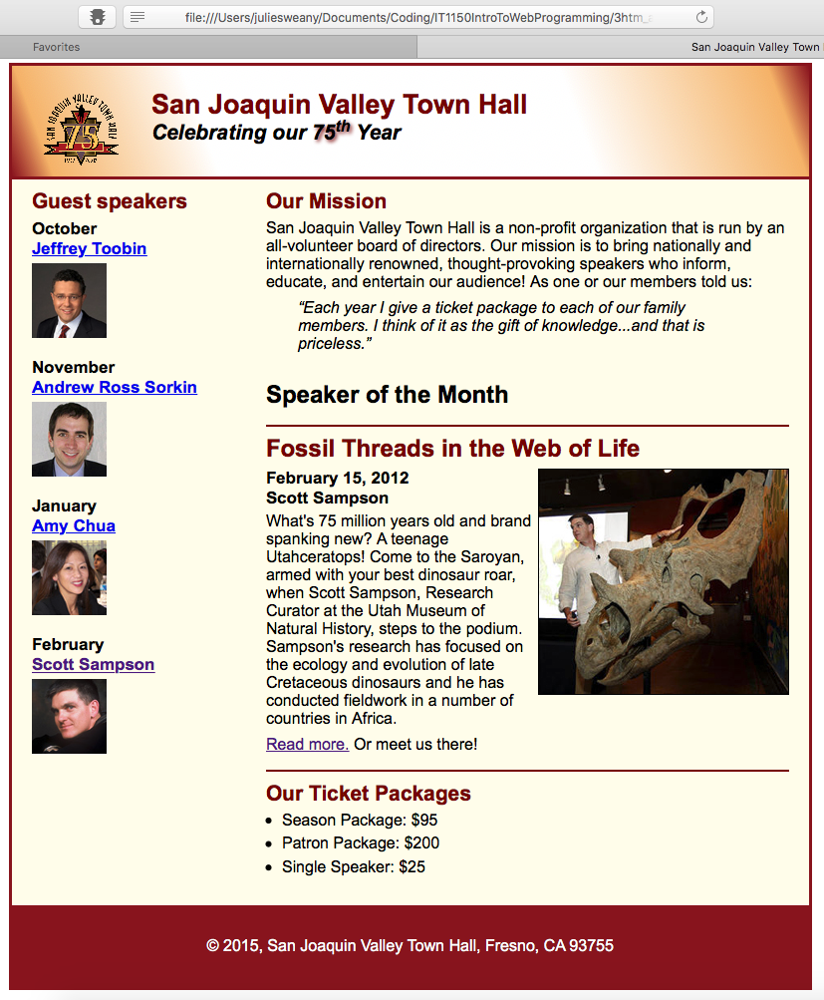 file:///Users/juliesweany/Documents/Coding/IT1150IntroToWebProgramming/3htm
Favorites
San Joaquin Valley Town
SAN JOAQUIN VALLEY TOWN HALL
75
San Joaquin Valley Town Hall
Celebrating our 75th Year
Guest speakers
October
Jeffrey Toobin
November
Andrew Ross Sorkin
January
Amy Chua
February
Scott Sampson
Our Mission
San Joaquin Valley Town Hall is a non-profit organization that is run by an
all-volunteer board of directors. Our mission is to bring nationally and
internationally renowned, thought-provoking speakers who inform,
educate, and entertain our audience! As one or our members told us:
“Each year I give a ticket package to each of our family
members. I think of it as the gift of knowledge...and that is
priceless.”
Speaker of the Month
Fossil Threads in the Web of Life
February 15, 2012
Scott Sampson
What's 75 million years old and brand
spanking new? A teenage
Utahceratops! Come to the Saroyan,
armed with your best dinosaur roar,
when Scott Sampson, Research
Curator at the Utah Museum of
Natural History, steps to the podium.
Sampson's research has focused on
the ecology and evolution of late
Cretaceous dinosaurs and he has
conducted fieldwork in a number of
countries in Africa.
Read more. Or meet us there!
Our Ticket Packages
• Season Package: $95
• Patron Package: $200
• Single Speaker: $25
© 2015, San Joaquin Valley Town Hall, Fresno, CA 93755